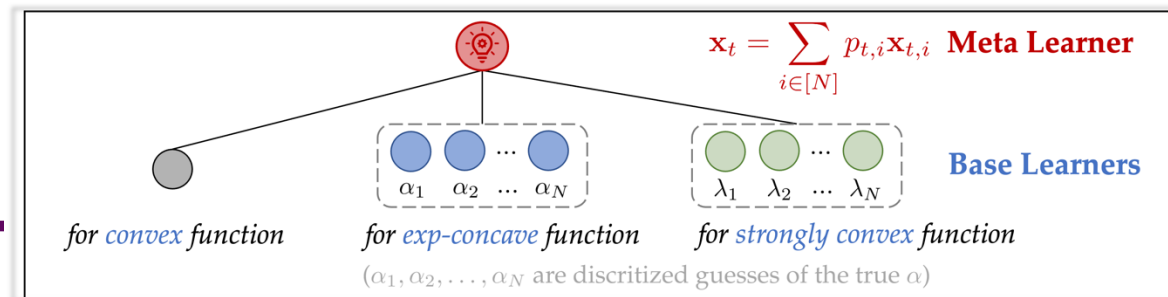 x_t = \sum_{i∈[N]} p_{t,i} x_{t,i} Meta Learner
... ...
α_1 α_2 ... α_N λ_1 λ_2 ... λ_N
Base Learners
for convex function for exp-concave function for strongly convex function
(α_1, α_2, . . . , α_N are discritized guesses of the true α)